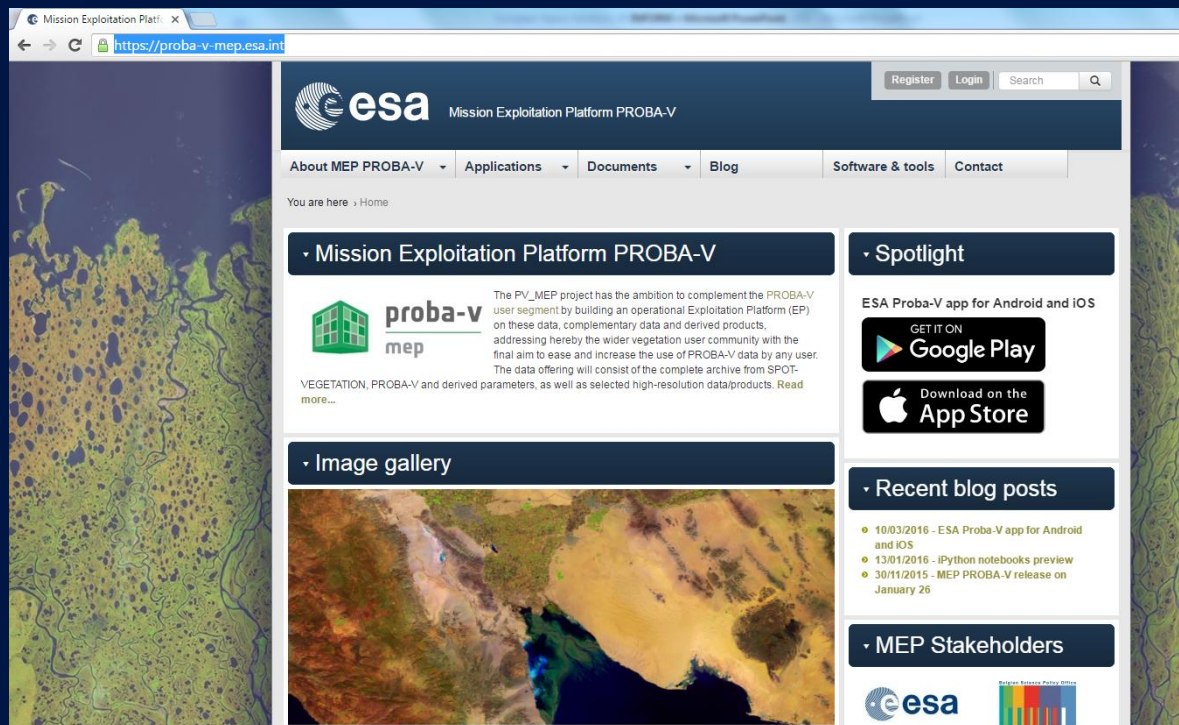 Mission Exploitation Platf
https://proba-v-mep.esa.int
Register Login Search
esa Mission Exploitation Platform PROBA-V
About MEP PROBA-V Applications Documents Blog Software & tools Contact
You are here › Home
Mission Exploitation Platform PROBA-V
proba-v
mep
The PV_MEP project has the ambition to complement the PROBA-V
user segment by building an operational Exploitation Platform (EP)
on these data, complementary data and derived products,
addressing hereby the wider vegetation user community with the
final aim to ease and increase the use of PROBA-V data by any user.
The data offering will consist of the complete archive from SPOT-
VEGETATION, PROBA-V and derived parameters, as well as selected high-resolution data/products. Read
more...
Image gallery
Spotlight
ESA Proba-V app for Android and iOS
GET IT ON
Google Play
Download on the
App Store
Recent blog posts
10/03/2016 - ESA Proba-V app for Android
and iOS
13/01/2016 - iPython notebooks preview
30/11/2015 - MEP PROBA-V release on
January 26
MEP Stakeholders
esa
Belgian Science Policy Office